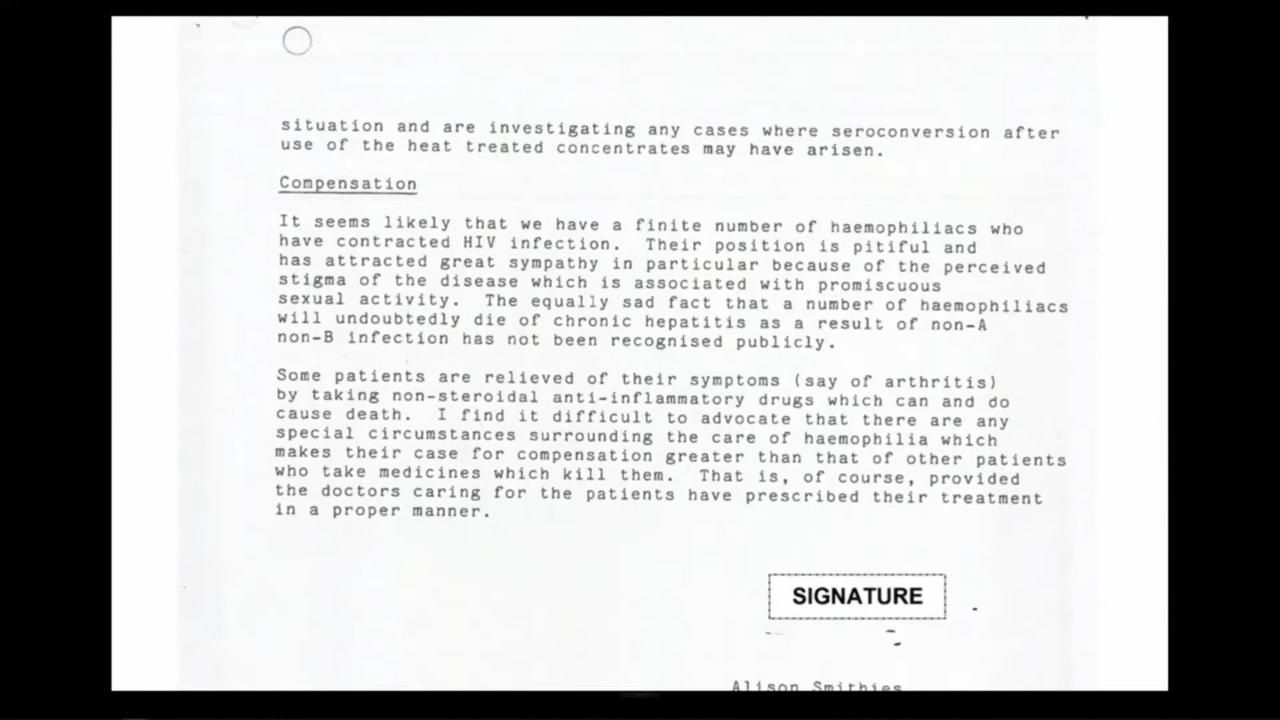 situation and are investigating any cases where seroconversion after
use of the heat treated concentrates may have arisen.
Compensation
It seems likely that we have a finite number of haemophiliacs who
have contracted HIV infection. Their position is pitiful and
has attracted great sympathy in particular because of the perceived
stigma of the disease which is associated with promiscuous
sexual activity. The equally sad fact that a number of haemophiliacs
will undoubtedly die of chronic hepatitis as a result of non-A
non-B infection has not been recognised publicly.
Some patients are relieved of their symptoms (say of arthritis)
by taking non-steroidal anti-inflammatory drugs which can and do
cause death. I find it difficult to advocate that there are any
special circumstances surrounding the care of haemophilia which
makes their case for compensation greater than that of other patients
who take medicines which kill them. That is, of course, provided
the doctors caring for the patients have prescribed their treatment
in a proper manner.
SIGNATURE
Alison Smithies